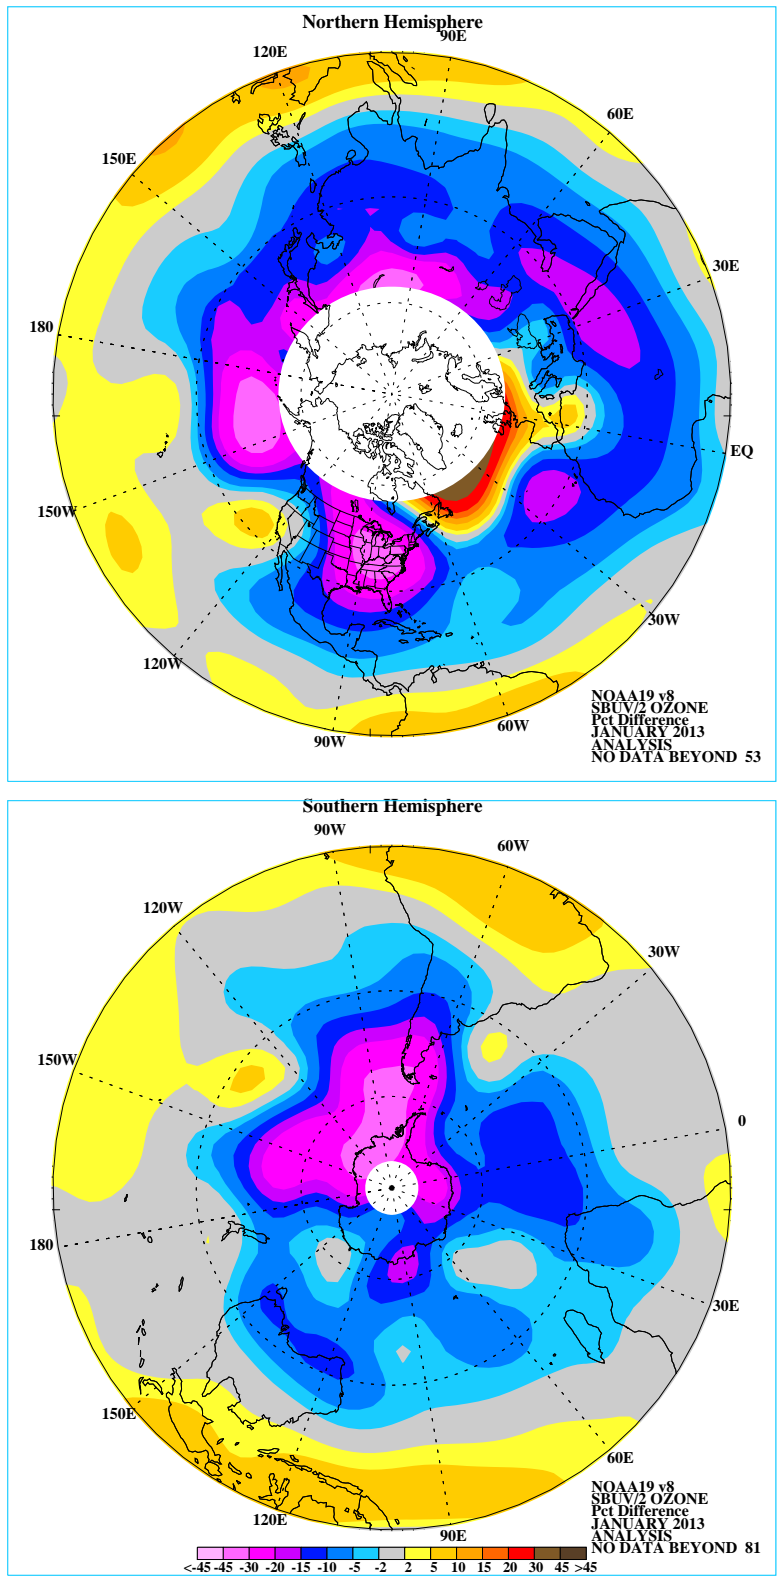 Northern Hemisphere
90E
120E
60E
150E
30E
180
EQ
150W
30W
120W
60W
90W
NOAA19 v8
SBUV/2 OZONE
Pct Difference
JANUARY 2013
ANALYSIS
NO DATA BEYOND 53
Southern Hemisphere
90W
60W
120W
30W
150W
0
180
30E
150E
60E
120E
90E
NOAA19 v8
SBUV/2 OZONE
Pct Difference
JANUARY 2013
ANALYSIS
NO DATA BEYOND 81
<-45 -45 -30 -20 -15 -10 -5 -2 2 5 10 15 20 30 45 >45